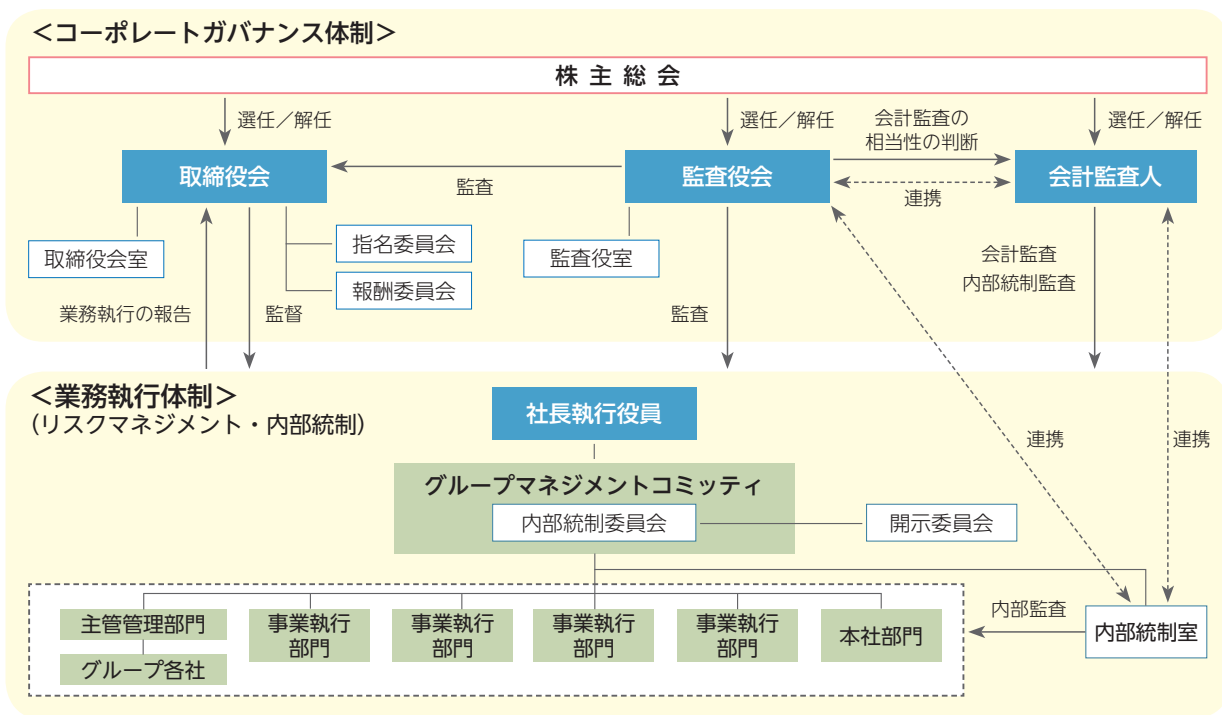 ＜コーポレートガバナンス体制＞
株主総会
選任／解任
選任／解任
会計監査の
相当性の判断
選任／解任
取締役会
監査
監査役会
連携
会計監査人
取締役会室
指名委員会
報酬委員会
監査役室
会計監査
内部統制監査
業務執行の報告
監督
監査
＜業務執行体制＞
(リスクマネジメント・内部統制)
社長執行役員
連携
連携
グループマネジメントコミッティ
内部統制委員会
開示委員会
主管管理部門
グループ各社
事業執行
部門
事業執行
部門
事業執行
部門
事業執行
部門
本社部門
内部監査
内部統制室